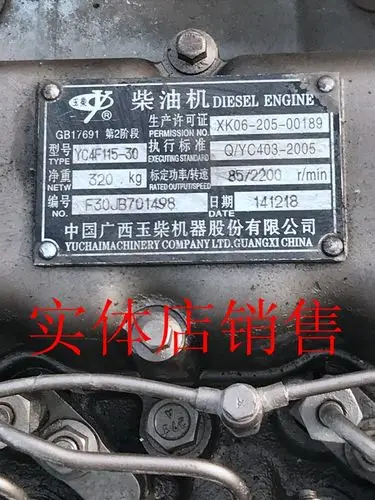 玉柴 柴油机 DIESEL ENGINE
GB17691 第2阶段 生产许可证 PERMISSION NO. XK06-205-00189
型号 TYPE YC4F115-30 执行标准 EXECUTING STANDARD Q/YC403-2005
净重 320 kg 标定功率/转速 RATED OUTPUT/SPEED 85/2200 r/min
编号 NO. F30JB701498 日期 DATE 141218
中国广西玉柴机器股份有限公司
YUCHAI MACHINERY COMPANY LTD. GUANGXI CHINA
实体店销售